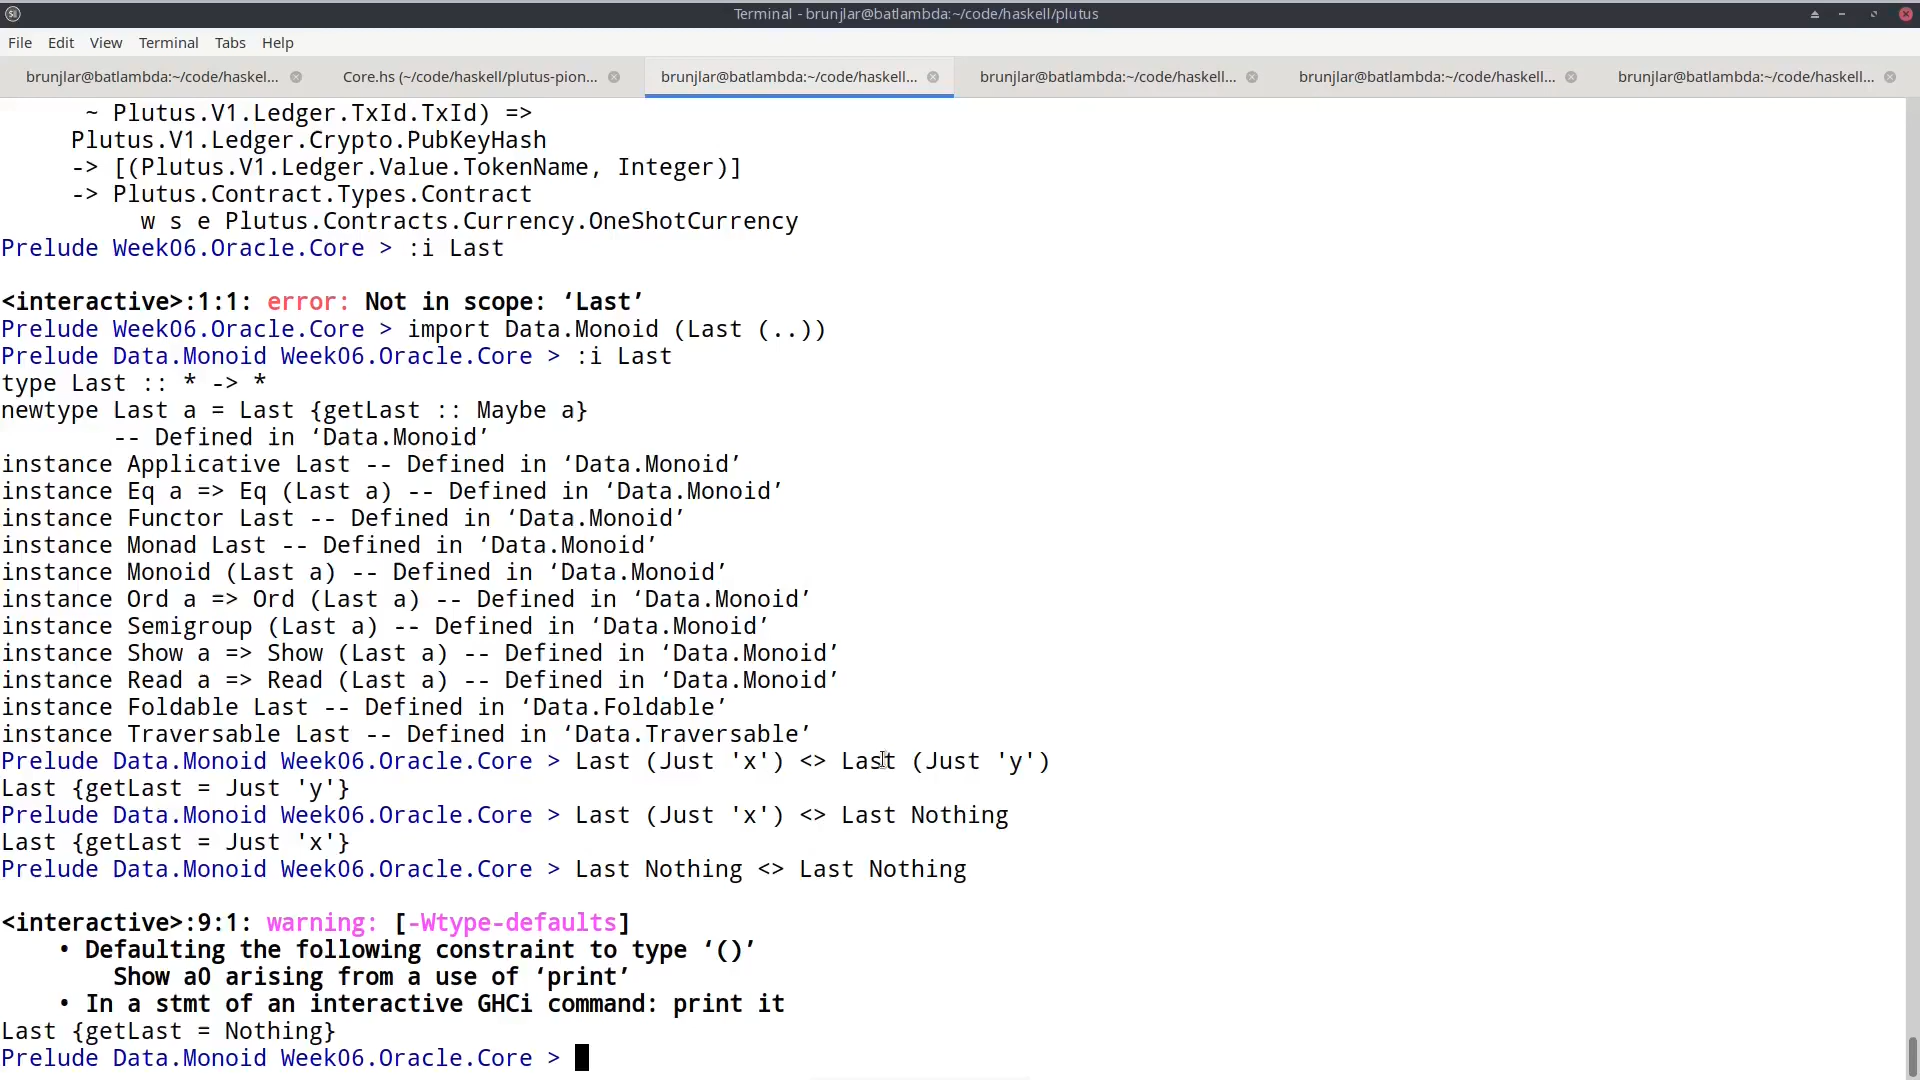 Terminal - brunjlar@batlambda:~/code/haskell/plutus
File Edit View Terminal Tabs Help
brunjlar@batlambda:~/code/haskel... Core.hs (~/code/haskell/plutus-pion... brunjlar@batlambda:~/code/haskell... brunjlar@batlambda:~/code/haskell... brunjlar@batlambda:~/code/haskell... brunjlar@batlambda:~/code/haskell...
~ Plutus.V1.Ledger.TxId.TxId) =>
Plutus.V1.Ledger.Crypto.PubKeyHash
-> [(Plutus.V1.Ledger.Value.TokenName, Integer)]
-> Plutus.Contract.Types.Contract
w s e Plutus.Contracts.Currency.OneShotCurrency
Prelude Week06.Oracle.Core > :i Last
<interactive>:1:1: error: Not in scope: ‘Last’
Prelude Week06.Oracle.Core > import Data.Monoid (Last (..))
Prelude Data.Monoid Week06.Oracle.Core > :i Last
type Last :: * -> *
newtype Last a = Last {getLast :: Maybe a}
-- Defined in ‘Data.Monoid’
instance Applicative Last -- Defined in ‘Data.Monoid’
instance Eq a => Eq (Last a) -- Defined in ‘Data.Monoid’
instance Functor Last -- Defined in ‘Data.Monoid’
instance Monad Last -- Defined in ‘Data.Monoid’
instance Monoid (Last a) -- Defined in ‘Data.Monoid’
instance Ord a => Ord (Last a) -- Defined in ‘Data.Monoid’
instance Semigroup (Last a) -- Defined in ‘Data.Monoid’
instance Show a => Show (Last a) -- Defined in ‘Data.Monoid’
instance Read a => Read (Last a) -- Defined in ‘Data.Monoid’
instance Foldable Last -- Defined in ‘Data.Foldable’
instance Traversable Last -- Defined in ‘Data.Traversable’
Prelude Data.Monoid Week06.Oracle.Core > Last (Just 'x') <> Last (Just 'y')
Last {getLast = Just 'y'}
Prelude Data.Monoid Week06.Oracle.Core > Last (Just 'x') <> Last Nothing
Last {getLast = Just 'x'}
Prelude Data.Monoid Week06.Oracle.Core > Last Nothing <> Last Nothing
<interactive>:9:1: warning: [-Wtype-defaults]
• Defaulting the following constraint to type ‘()’
Show a0 arising from a use of ‘print’
• In a stmt of an interactive GHCi command: print it
Last {getLast = Nothing}
Prelude Data.Monoid Week06.Oracle.Core >